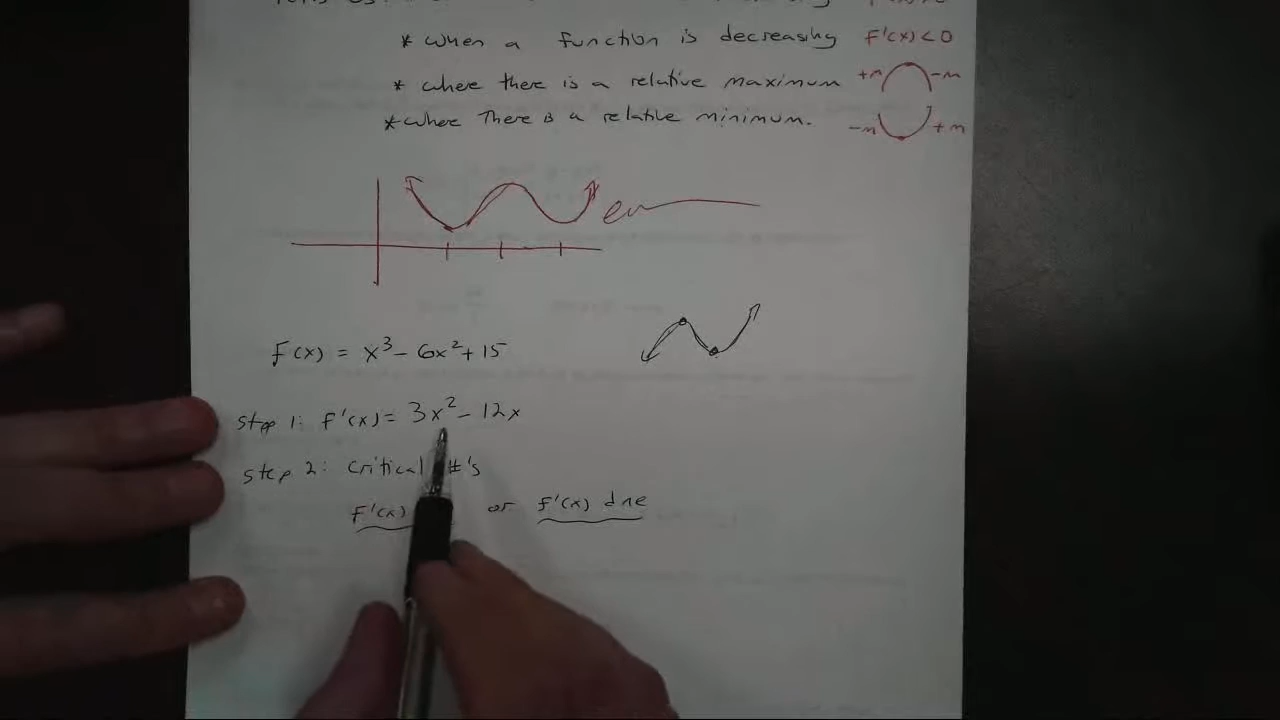 * when a function is decreasing f'(x) < 0
* where there is a relative maximum +m -m
* where there is a relative minimum. -m +m
f(x) = x³ - 6x² + 15
Step 1: f'(x) = 3x² - 12x
Step 2: Critical #'s
f'(x) or f'(x) dne